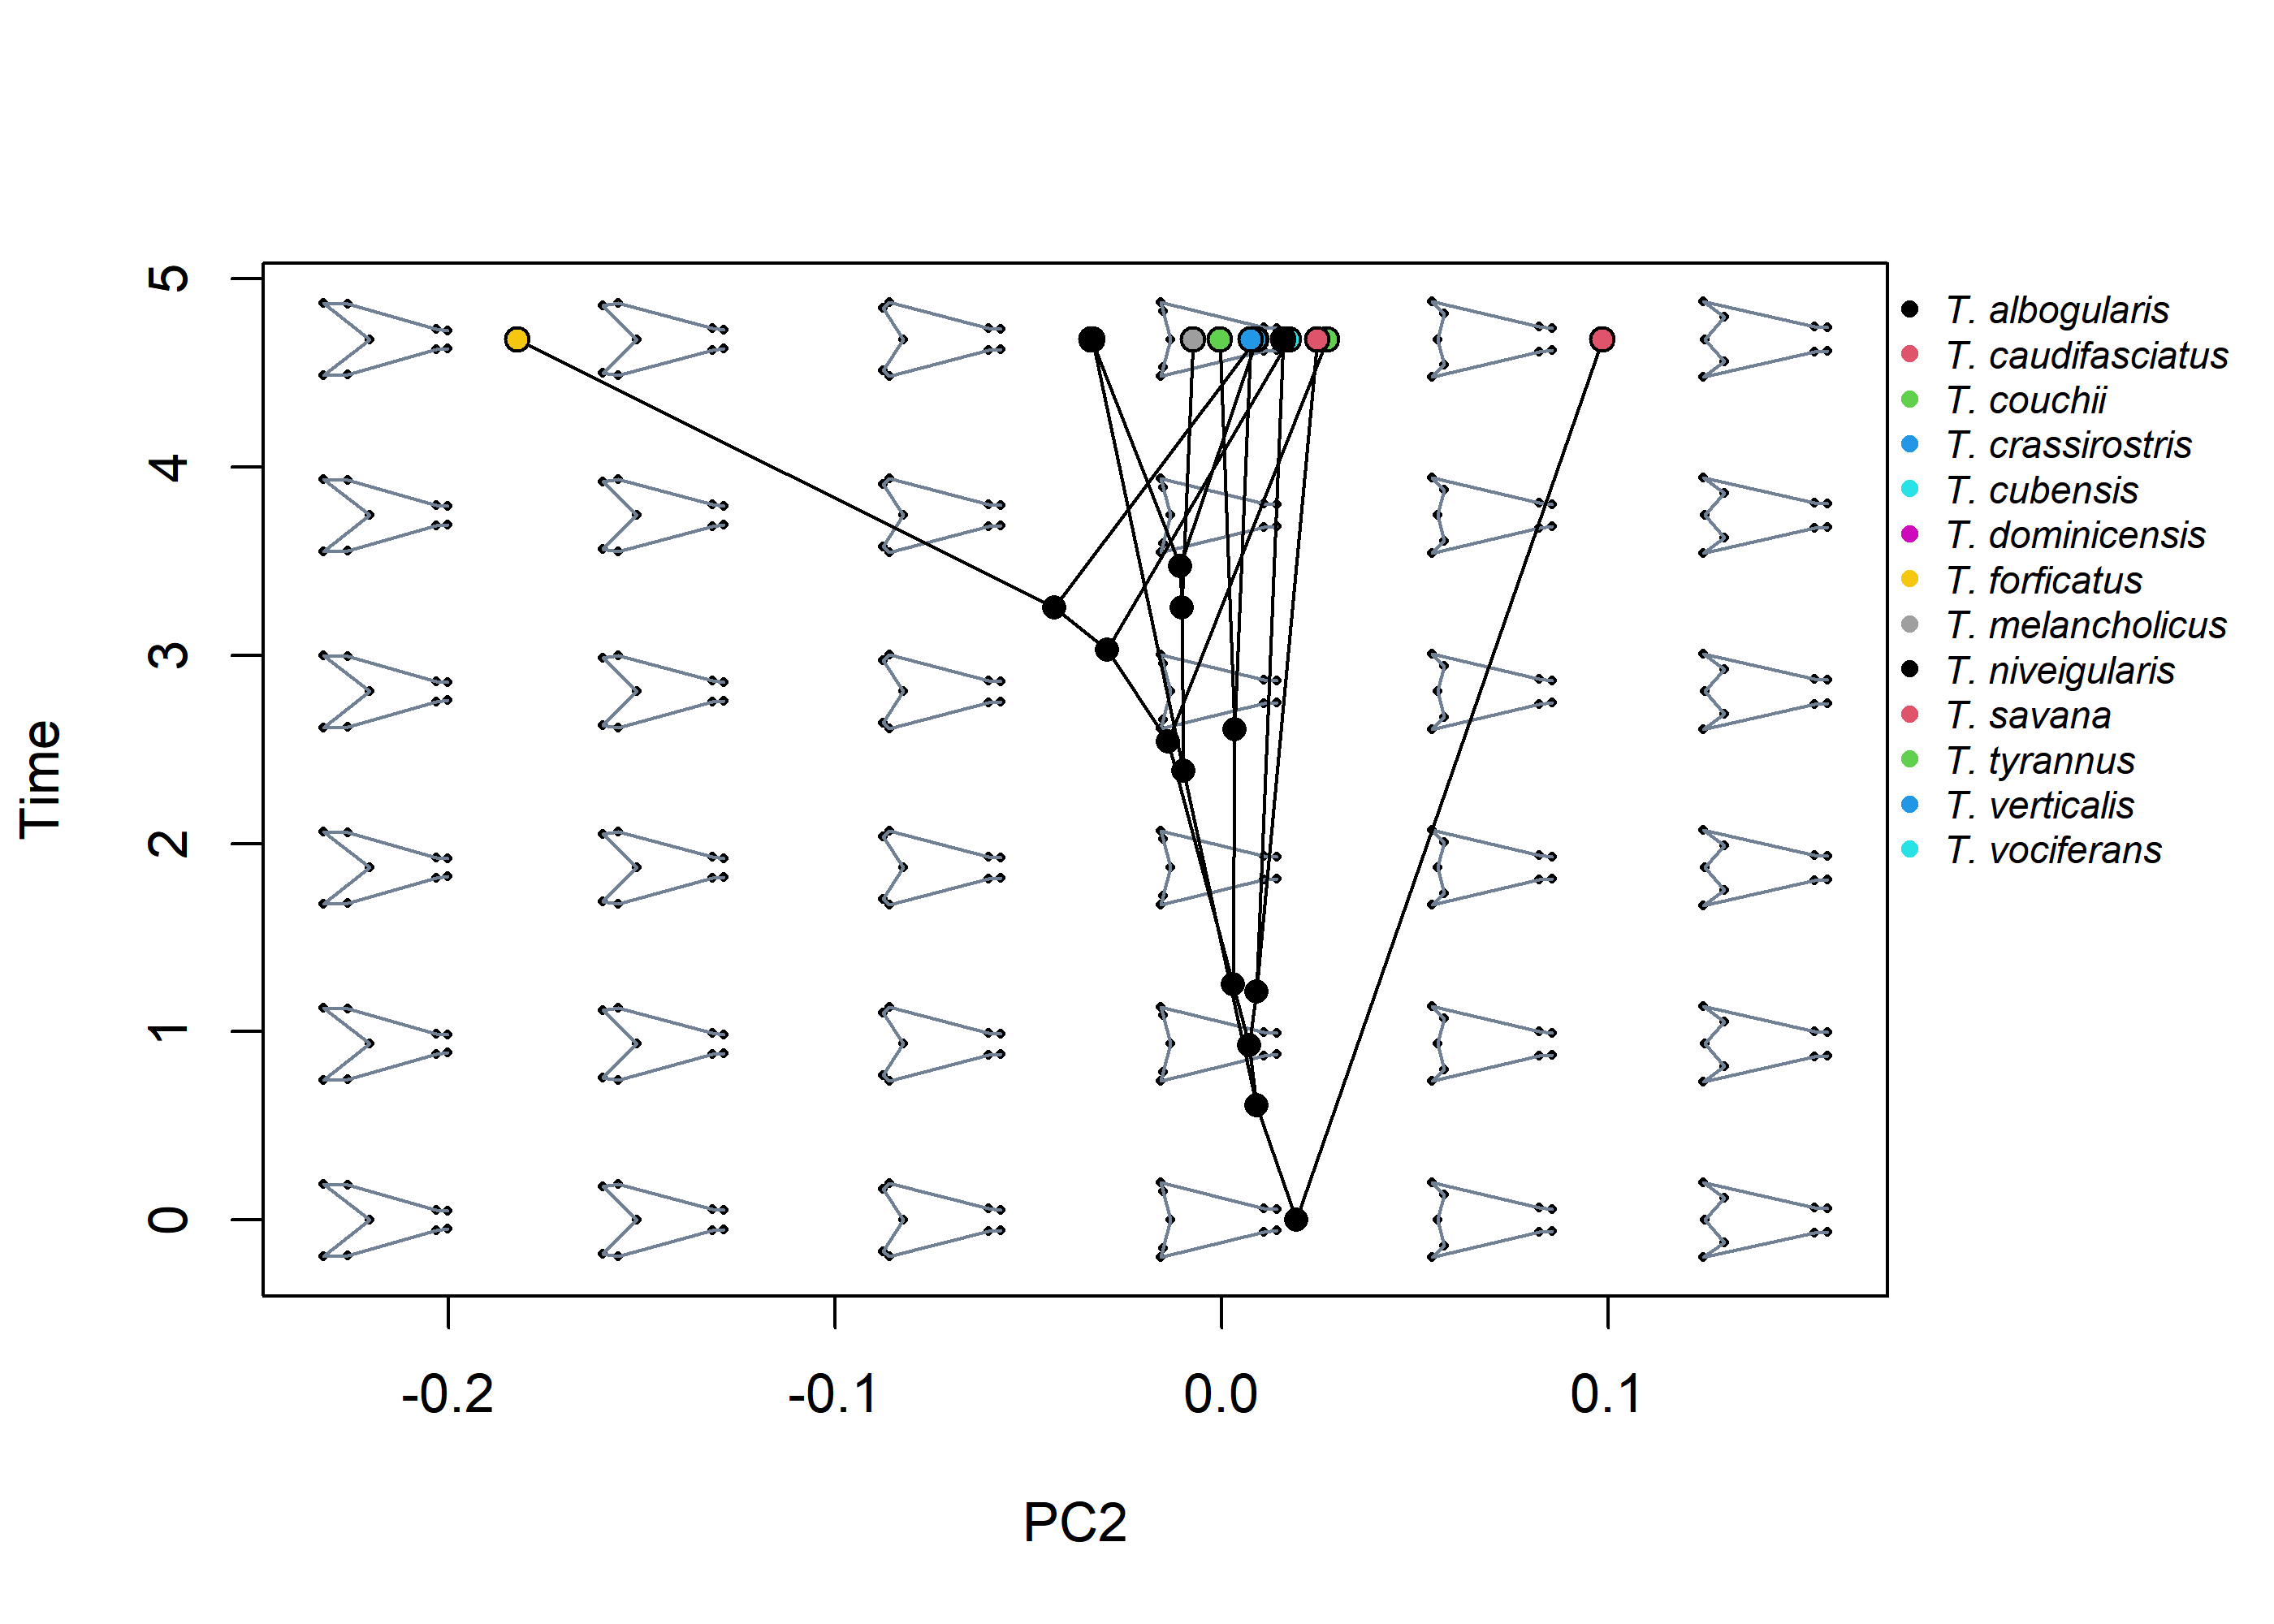 Time
5
4
3
2
1
0
-0.2
-0.1
0.0
0.1
PC2
T. albogularis
T. caudifasciatus
T. couchii
T. crassirostris
T. cubensis
T. dominicensis
T. forficatus
T. melancholicus
T. niveigularis
T. savana
T. tyrannus
T. verticalis
T. vociferans